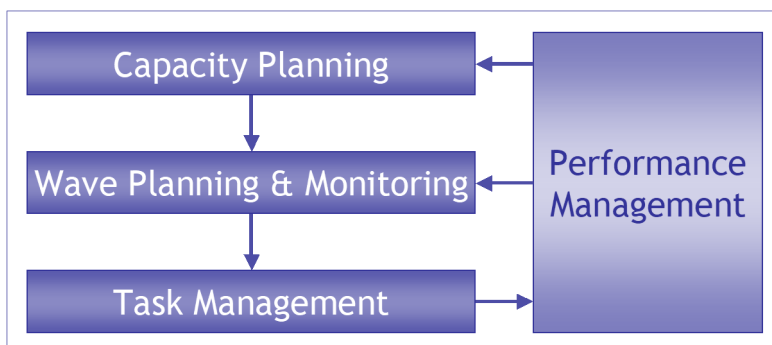 Capacity Planning
Wave Planning & Monitoring
Task Management
Performance
Management